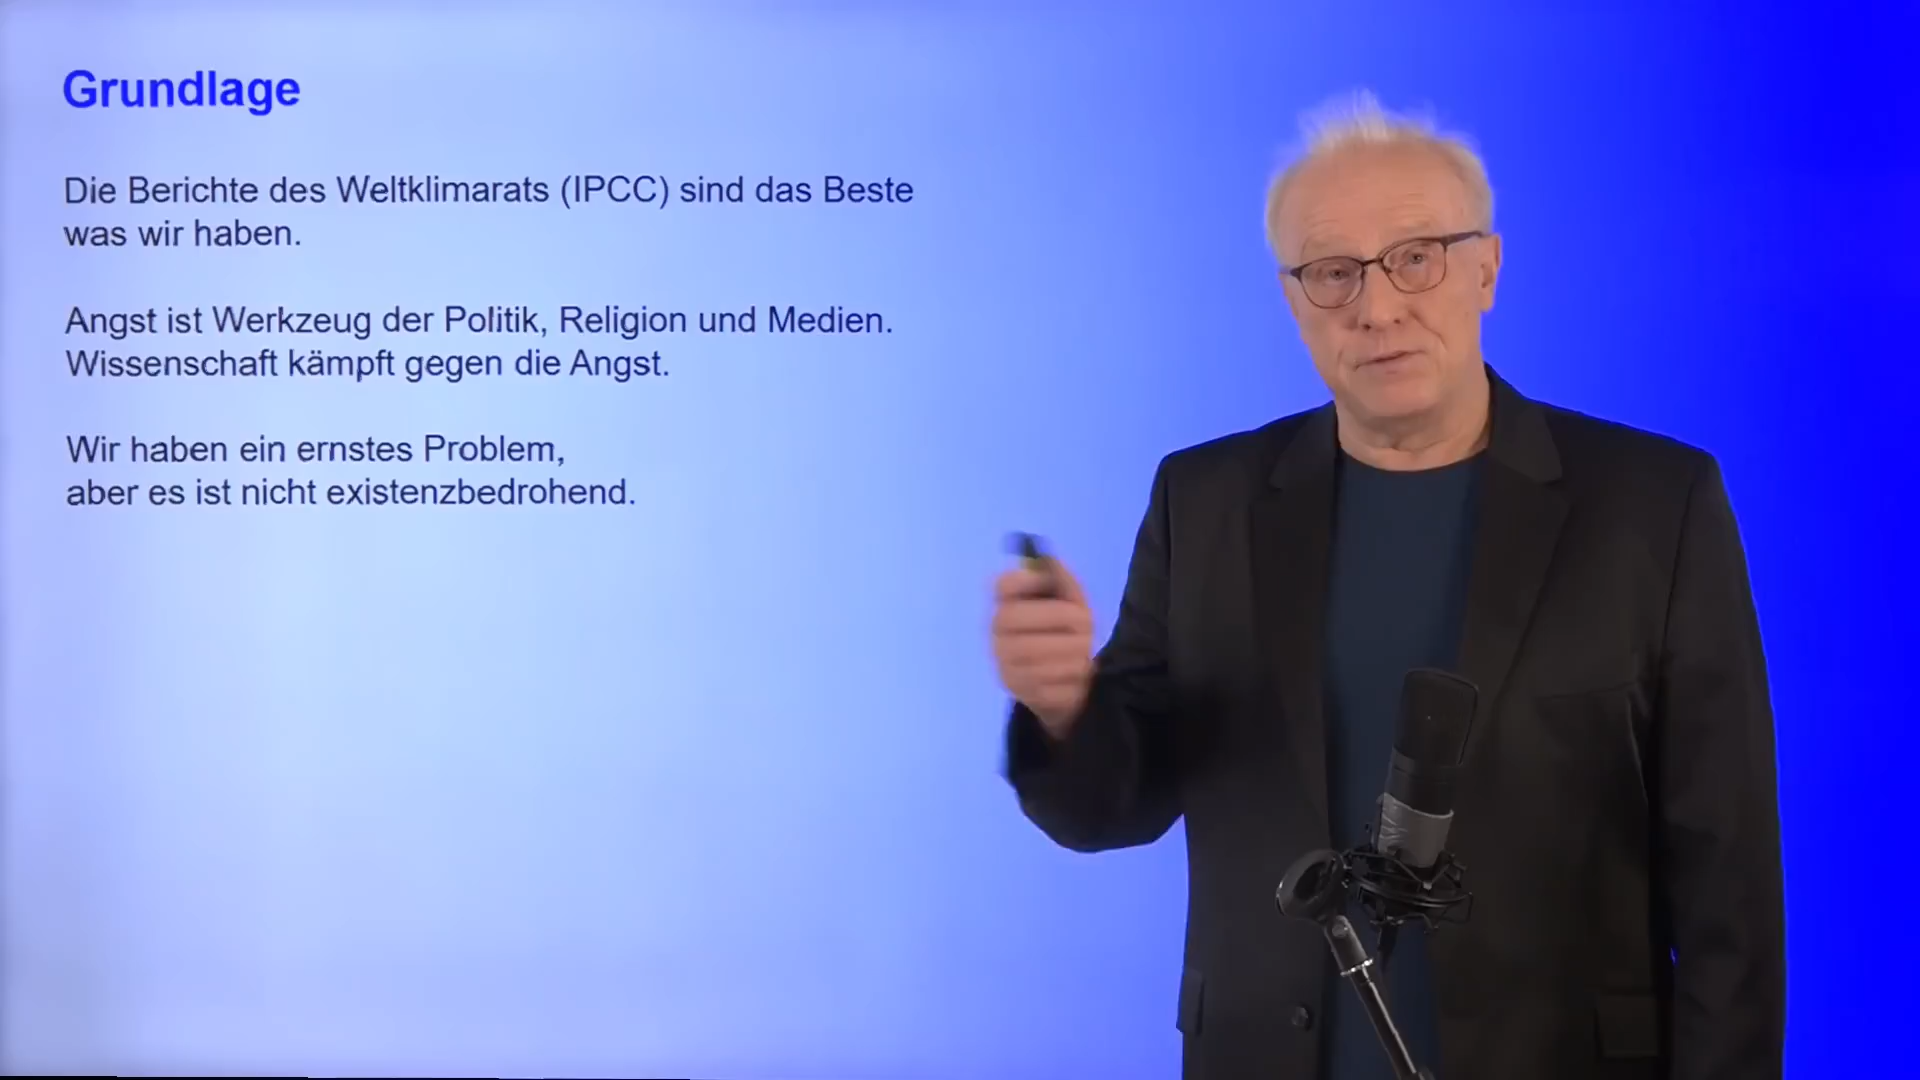 Grundlage
Die Berichte des Weltklimarats (IPCC) sind das Beste
was wir haben.
Angst ist Werkzeug der Politik, Religion und Medien.
Wissenschaft kämpft gegen die Angst.
Wir haben ein ernstes Problem,
aber es ist nicht existenzbedrohend.